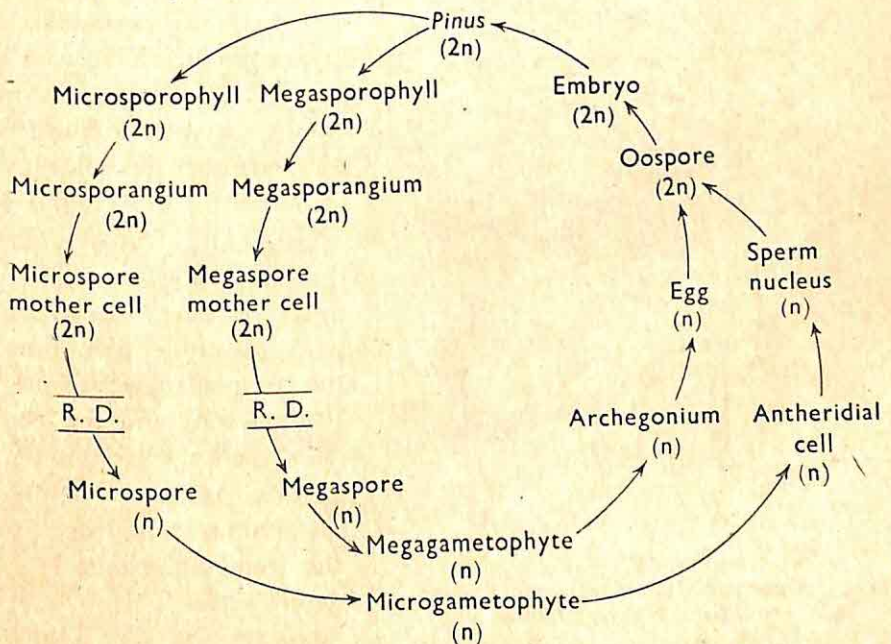 Pinus
(2n)
Microsporophyll
(2n)
Megasporophyll
(2n)
Embryo
(2n)
Microsporangium
(2n)
Megasporangium
(2n)
Oospore
(2n)
Microspore
mother cell
(2n)
Megaspore
mother cell
(2n)
Egg
(n)
Sperm
nucleus
(n)
R. D.
R. D.
Archegonium
(n)
Antheridial
cell
(n)
Microspore
(n)
Megaspore
(n)
Megagametophyte
(n)
Microgametophyte
(n)